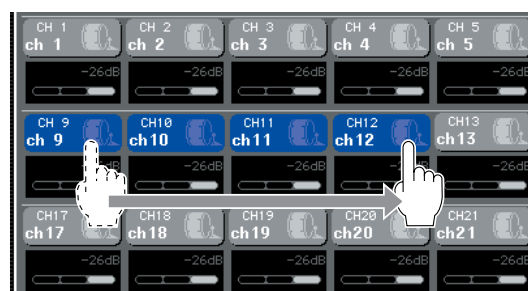 CH 1 CH 2 CH 3 CH 4 CH 5
ch 1 ch 2 ch 3 ch 4 ch 5
-26dB -26dB -26dB -26dB -26dB
CH 9 CH10 CH11 CH12 CH13
ch 9 ch10 ch11 ch12 ch13
-26dB -26dB -26dB -26dB
CH17 CH18 CH19 CH20 CH21
ch17 ch18 ch19 ch20 ch21
-26dB -26dB -26dB -26dB -26dB